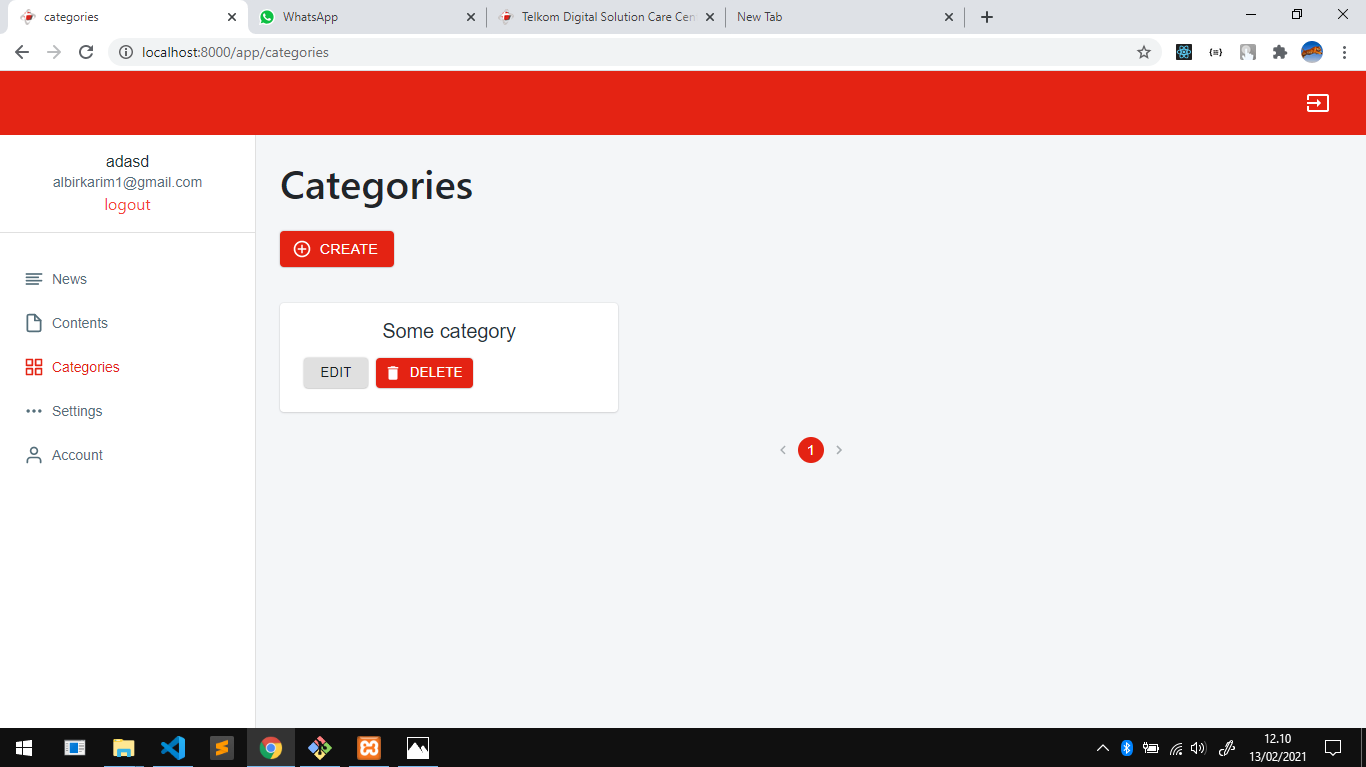 categories
WhatsApp
Telkom Digital Solution Care Cen
New Tab
localhost:8000/app/categories
adasd
albirkarim1@gmail.com
logout
News
Contents
Categories
Settings
Account
Categories
CREATE
Some category
EDIT
DELETE
1
12.10
13/02/2021